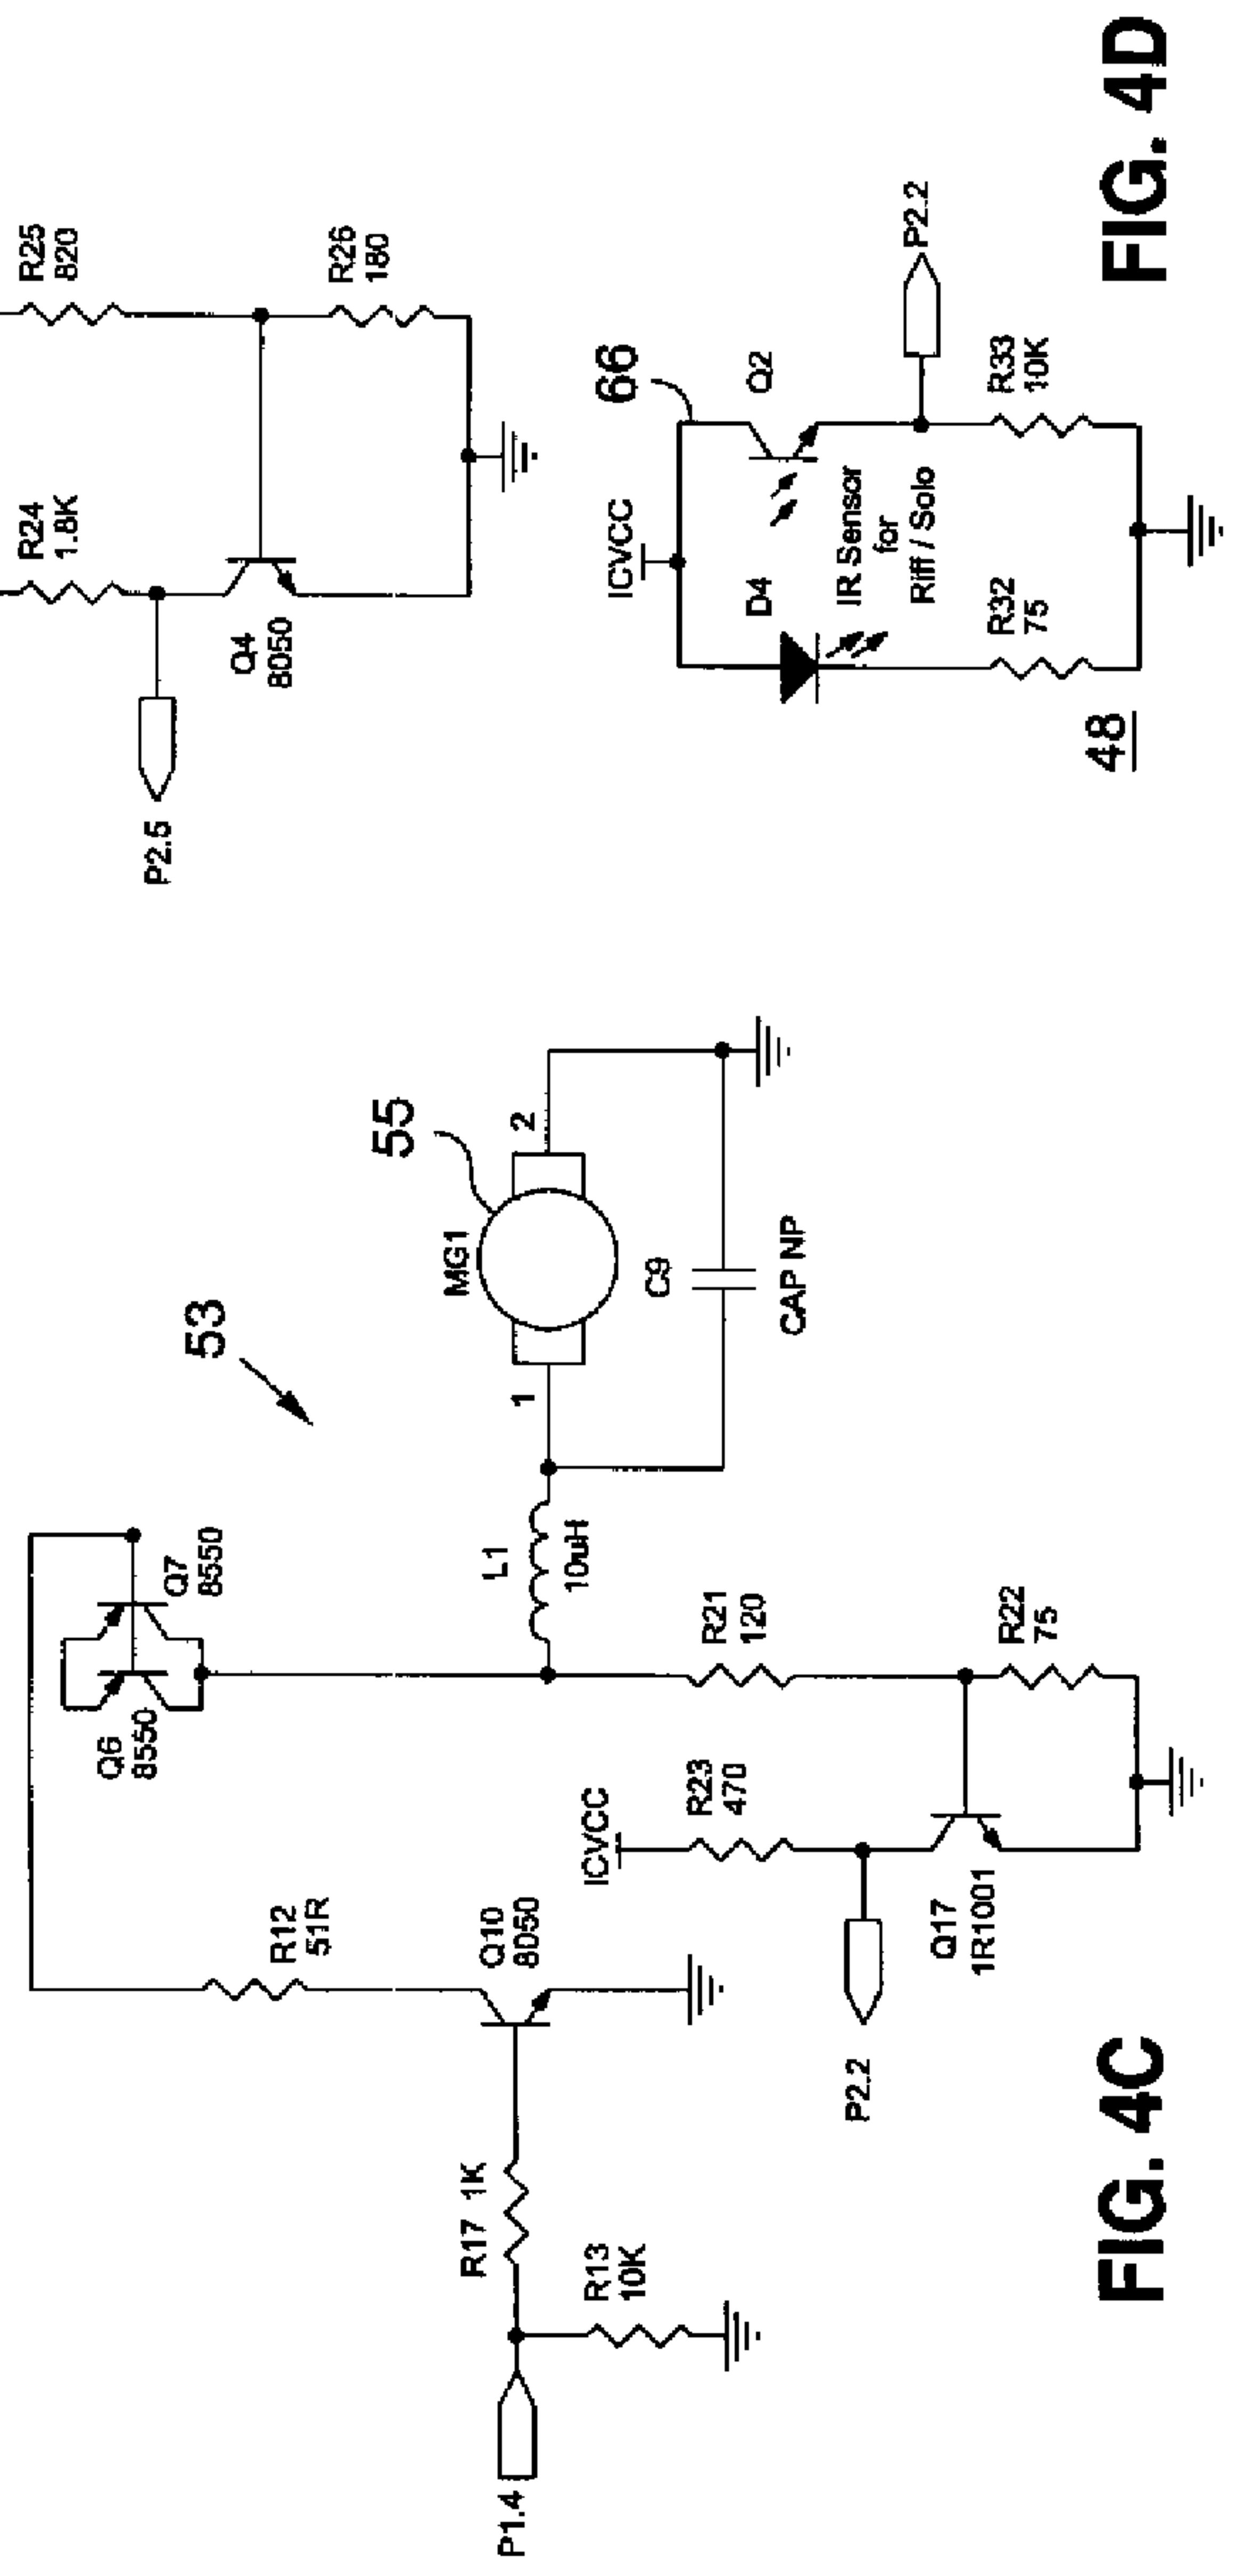 R25
820
R26
180
R24
1.8K
Q4
8050
P2.5
66
ICVCC
Q2
P2.2
D4
IR Sensor
for
Riff / Solo
R33
10K
R32
75
48
FIG. 4D
53
55
MG1
1
2
C9
CAP NP
Q7
8550
Q6
8550
L1
10uH
R21
120
R22
75
ICVCC
R23
470
R12
51R
Q10
8050
Q17
1R1001
P2.2
R17 1K
R13
10K
P1.4
FIG. 4C